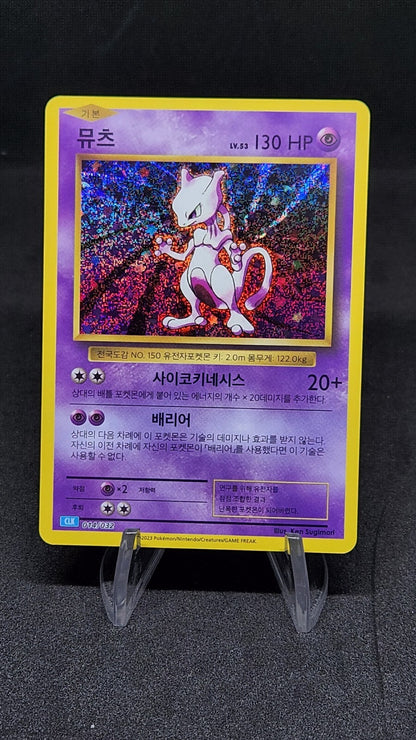 기본
뮤츠
LV.53 130 HP
전국도감 NO. 150 유전자포켓몬 키: 2.0m 몸무게: 122.0kg
사이코키네시스 20+
상대의 배틀 포켓몬에게 붙어 있는 에너지의 개수 × 20데미지를 추가한다.
배리어
상대의 다음 차례에 이 포켓몬은 기술의 데미지나 효과를 받지 않는다.
자신의 이전 차례에 자신의 포켓몬이 「배리어」를 사용했다면 이 기술은
사용할 수 없다.
약점 ×2 저항력
후퇴
연구를 위해 유전자를
점점 조합한 결과
난폭한 포켓몬이 되어버렸다.
CLK 014/032
Illus. Ken Sugimori
©2023 Pokémon/Nintendo/Creatures/GAME FREAK.